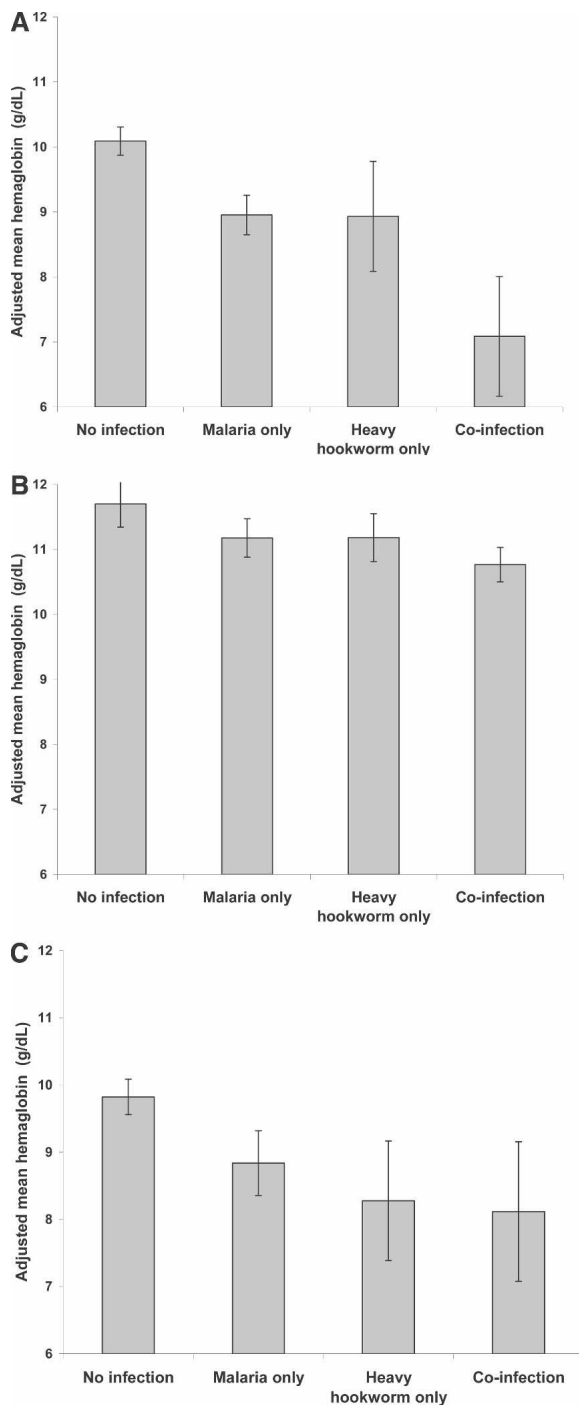 A
Adjusted mean hemaglobin (g/dL)
12
11
10
9
8
7
6
No infection
Malaria only
Heavy
hookworm only
Co-infection
B
Adjusted mean hemaglobin (g/dL)
12
11
10
9
8
7
6
No infection
Malaria only
Heavy
hookworm only
Co-infection
C
Adjusted mean hemaglobin (g/dL)
12
11
10
9
8
7
6
No infection
Malaria only
Heavy
hookworm only
Co-infection